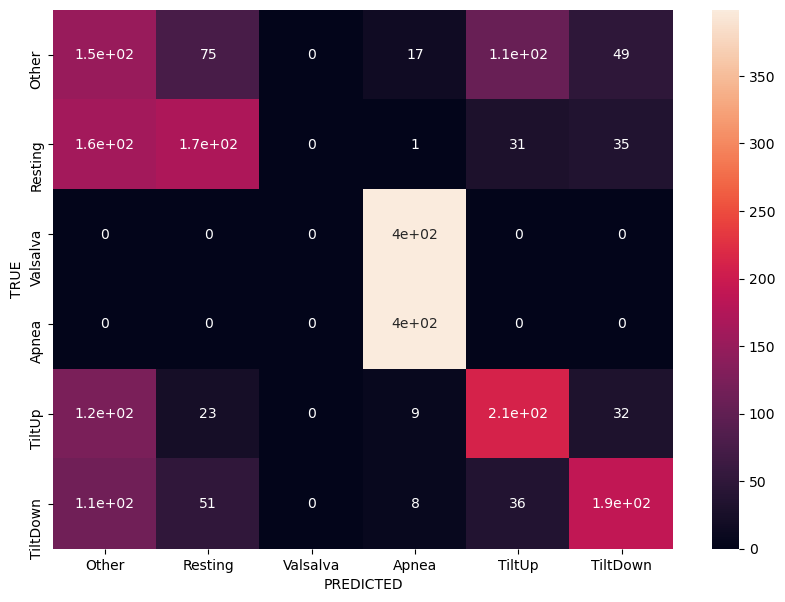 Other 1.5e+02 75 0 17 1.1e+02 49
Resting 1.6e+02 1.7e+02 0 1 31 35
Valsalva 0 0 0 4e+02 0 0
Apnea 0 0 0 4e+02 0 0
TiltUp 1.2e+02 23 0 9 2.1e+02 32
TiltDown 1.1e+02 51 0 8 36 1.9e+02
TRUE
Other Resting Valsalva Apnea TiltUp TiltDown
PREDICTED
350
300
250
200
150
100
50
0